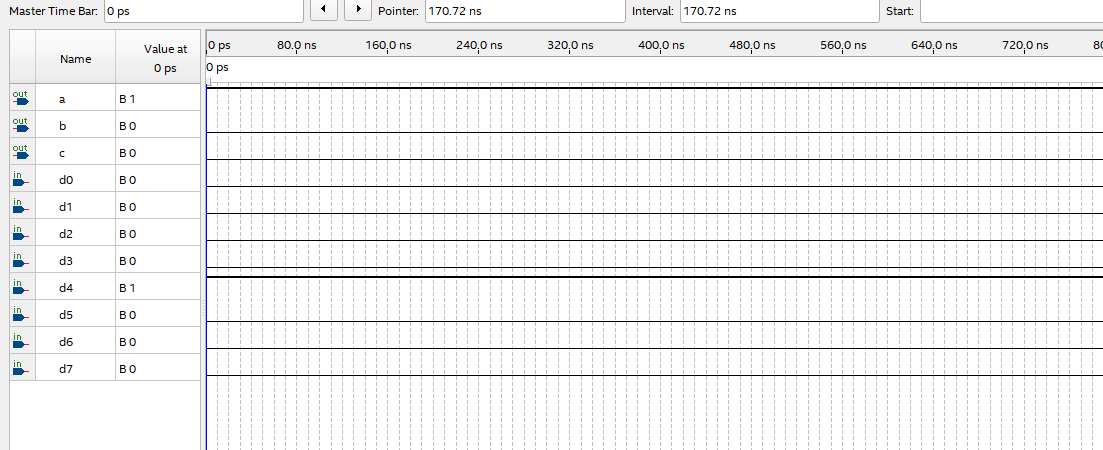 Master Time Bar: 0 ps Pointer: 170.72 ns Interval: 170.72 ns Start:
Name Value at 0 ps
0 ps 80.0 ns 160.0 ns 240.0 ns 320.0 ns 400.0 ns 480.0 ns 560.0 ns 640.0 ns 720.0 ns 80
0 ps
out a B 1
out b B 0
out c B 0
in d0 B 0
in d1 B 0
in d2 B 0
in d3 B 0
in d4 B 1
in d5 B 0
in d6 B 0
in d7 B 0